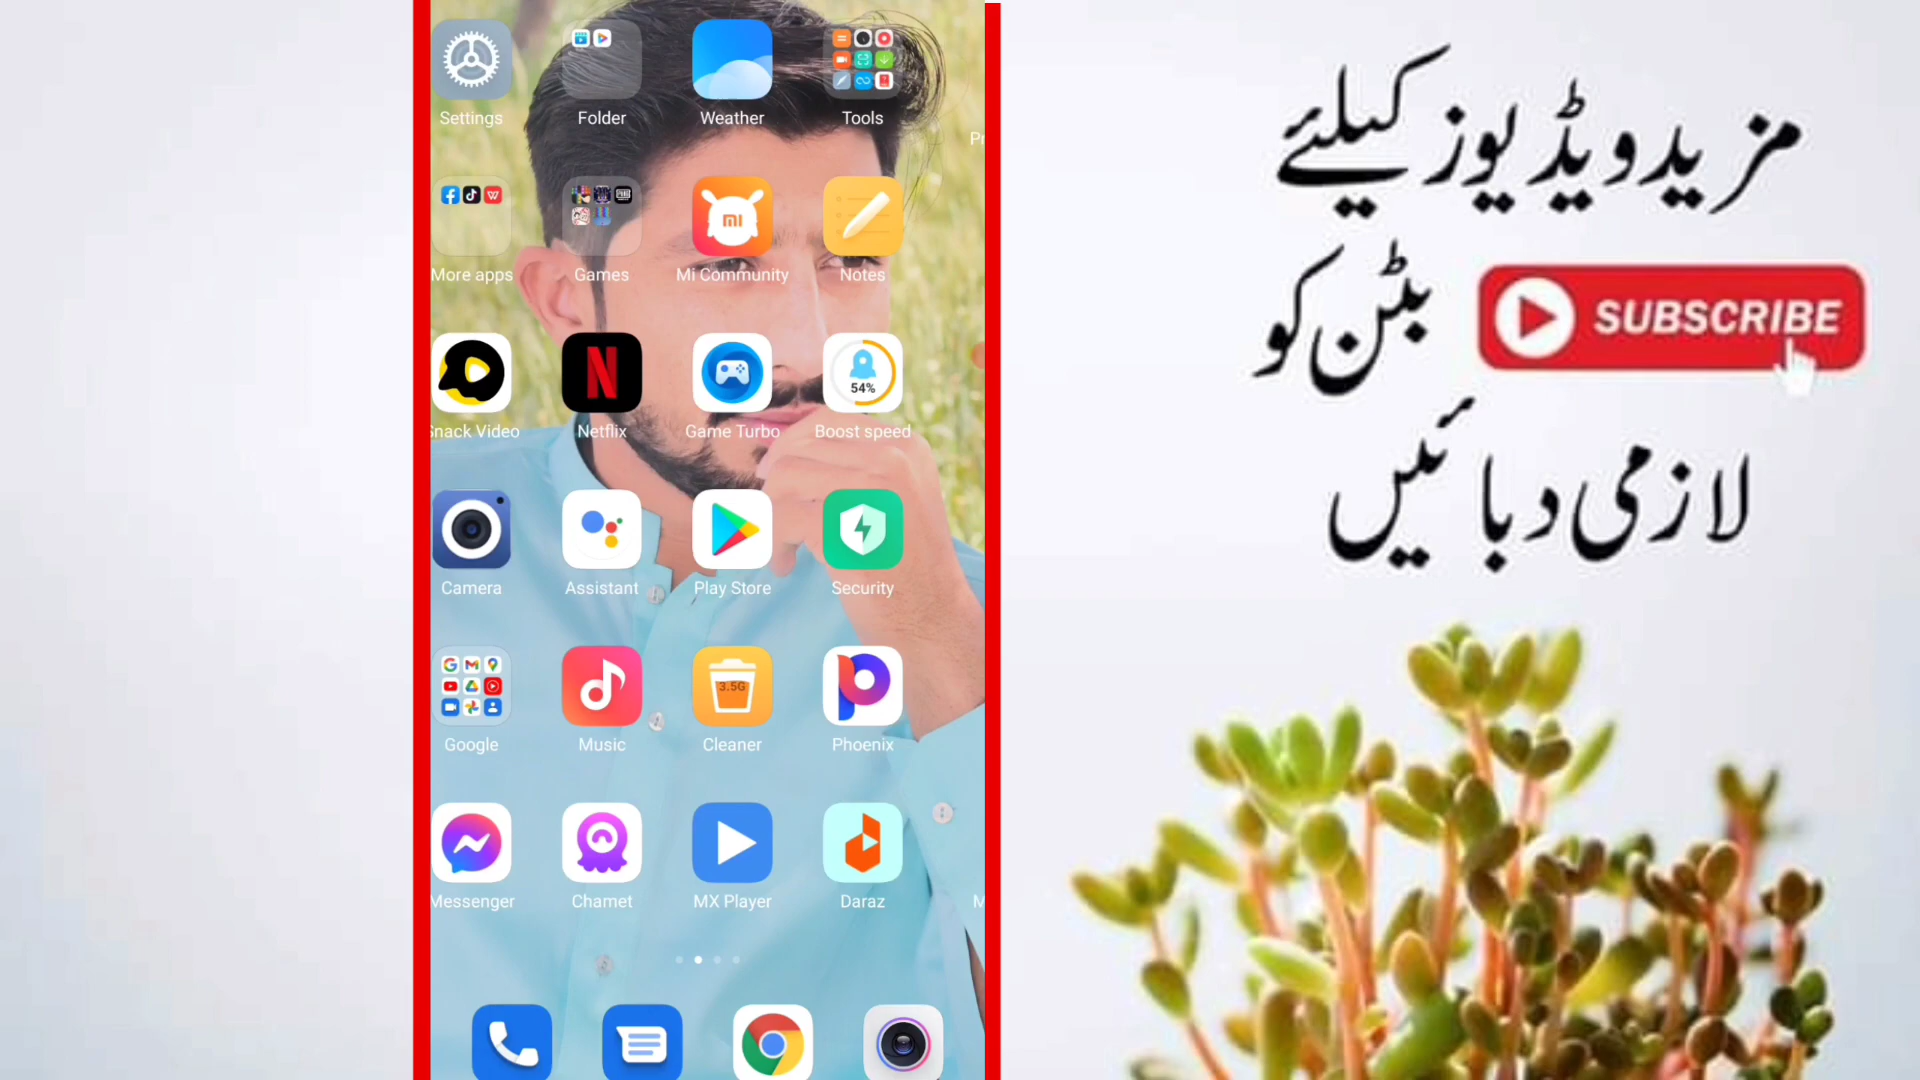 Settings Folder Weather Tools
More apps Games Mi Community Notes
54%
Snack Video Netflix Game Turbo Boost speed
Camera Assistant Play Store Security
3.5G
Google Music Cleaner Phoenix
Messenger Chamet MX Player Daraz
مزید ویڈیوز کیلئے
SUBSCRIBE بٹن کو
لازمی دبائیں